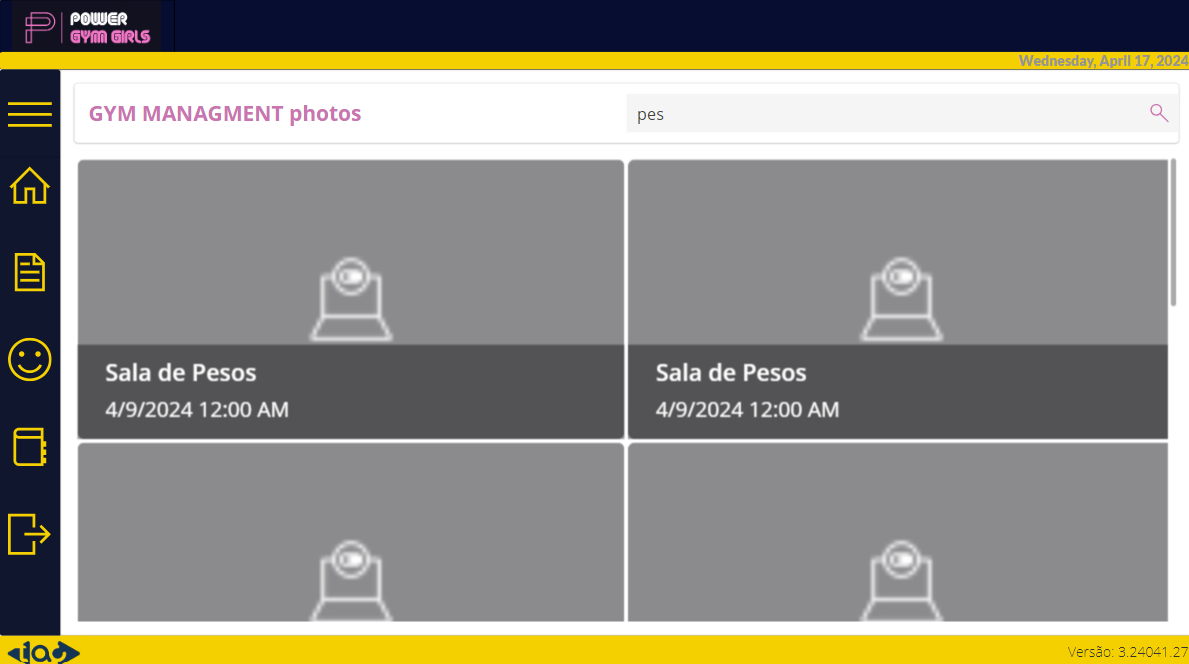 POWER
GYM GIRLS
Wednesday, April 17, 2024
GYM MANAGMENT photos
pes
Sala de Pesos
4/9/2024 12:00 AM
Sala de Pesos
4/9/2024 12:00 AM
Versão: 3.24041.27